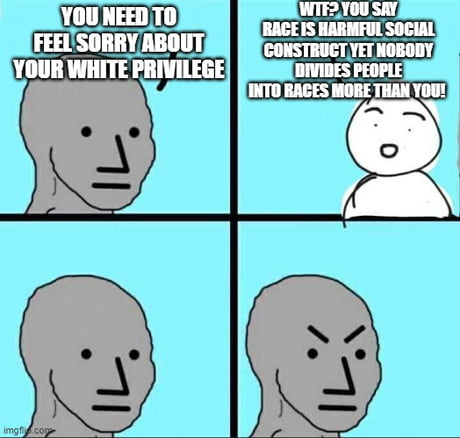 YOU NEED TO
FEEL SORRY ABOUT
YOUR WHITE PRIVILEGE
WTF? YOU SAY
RACE IS HARMFUL SOCIAL
CONSTRUCT YET NOBODY
DIVIDES PEOPLE
INTO RACES MORE THAN YOU!
imgflip.com